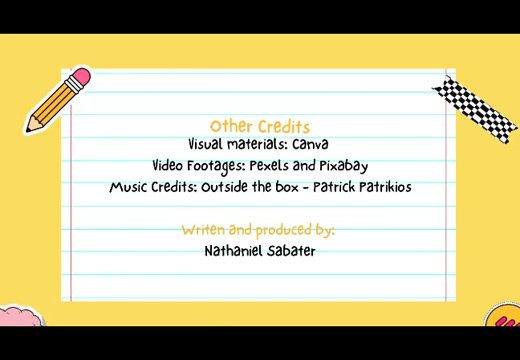 Other Credits
Visual materials: Canva
Video Footages: Pexels and Pixabay
Music Credits: Outside the box - Patrick Patrikios
Writen and produced by:
Nathaniel Sabater